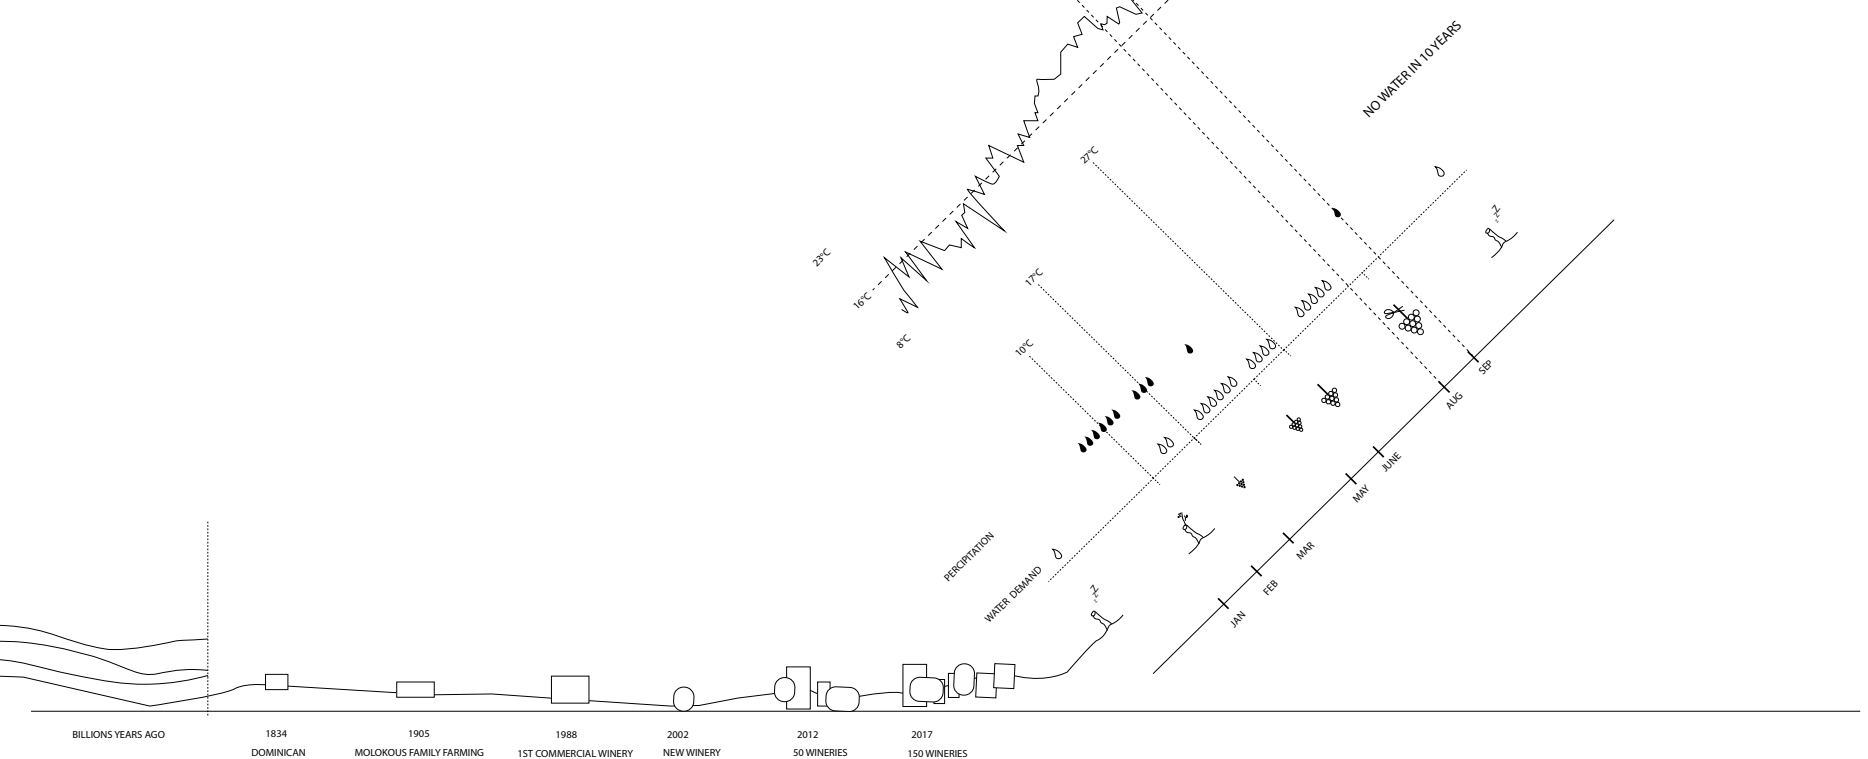 NO WATER IN 10 YEARS
27°C
23°C
17°C
16°C
8°C
10°C
SEP
AUG
JUNE
MAY
MAR
FEB
JAN
PERCIPITATION
WATER DEMAND
Z
Z
BILLIONS YEARS AGO
1834
DOMINICAN
1905
MOLOKOUS FAMILY FARMING
1988
1ST COMMERCIAL WINERY
2002
NEW WINERY
2012
50 WINERIES
2017
150 WINERIES